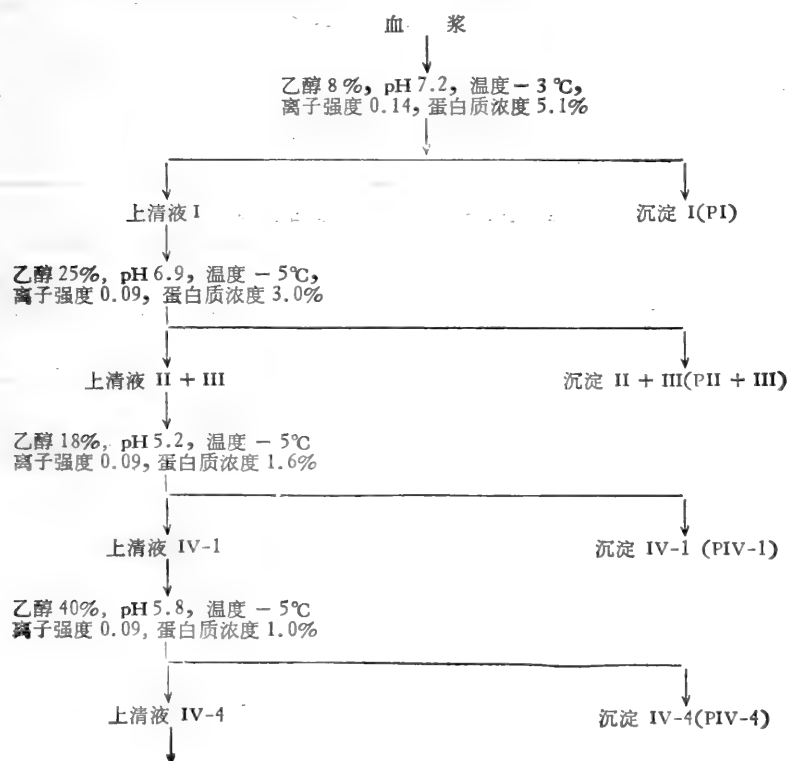 血 浆
乙醇 8%, pH 7.2, 温度 - 3 ℃,
离子强度 0.14, 蛋白质浓度 5.1%
上清液 I
沉淀 I(PI)
乙醇 25%, pH 6.9, 温度 - 5℃,
离子强度 0.09, 蛋白质浓度 3.0%
上清液 II + III
沉淀 II + III(PII + III)
乙醇 18%, pH 5.2, 温度 - 5℃
离子强度 0.09, 蛋白质浓度 1.6%
上清液 IV-1
沉淀 IV-1 (PIV-1)
乙醇 40%, pH 5.8, 温度 - 5℃
离子强度 0.09, 蛋白质浓度 1.0%
上清液 IV-4
沉淀 IV-4(PIV-4)